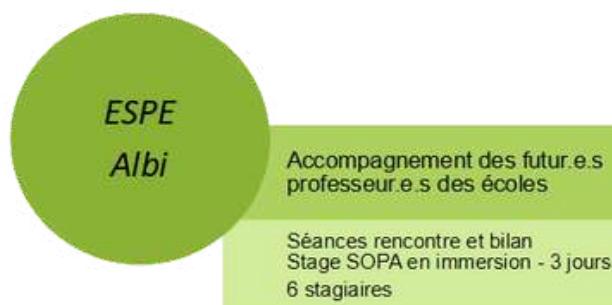 ESPE
Albi
Accompagnement des futur.e.s
professeur.e.s des écoles
Séances rencontre et bilan
Stage SOPA en immersion - 3 jours
6 stagiaires